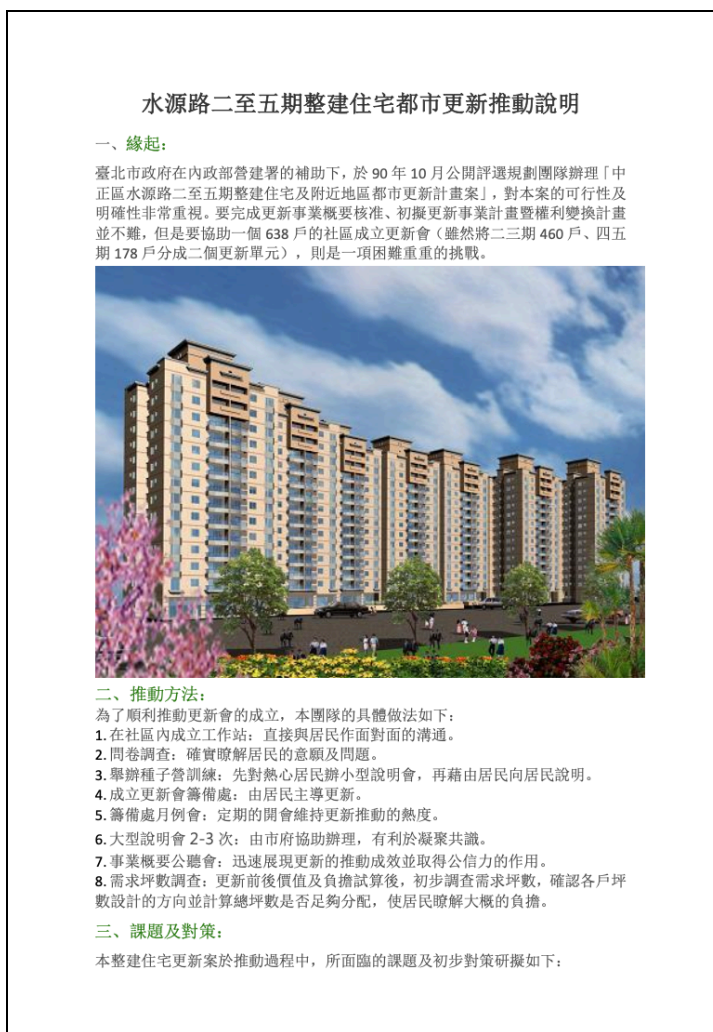 水源路二至五期整建住宅都市更新推動說明
一、緣起：
臺北市政府在內政部營建署的補助下，於 90 年 10 月公開評選規劃團隊辦理「中
正區水源路二至五期整建住宅及附近地區都市更新計畫案」，對本案的可行性及
明確性非常重視。要完成更新事業概要核准、初擬更新事業計畫暨權利變換計畫
並不難，但是要協助一個 638 戶的社區成立更新會（雖然將二三期 460 戶、四五
期 178 戶分成二個更新單元），則是一項困難重重的挑戰。
二、推動方法：
為了順利推動更新會的成立，本團隊的具體做法如下：
1. 在社區內成立工作站：直接與居民作面對面的溝通。
2. 問卷調查：確實瞭解居民的意願及問題。
3. 舉辦種子營訓練：先對熱心居民辦小型說明會，再藉由居民向居民說明。
4. 成立更新會籌備處：由居民主導更新。
5. 籌備處月例會：定期的開會維持更新推動的熱度。
6. 大型說明會 2-3 次：由市府協助辦理，有利於凝聚共識。
7. 事業概要公聽會：迅速展現更新的推動成效並取得公信力的作用。
8. 需求坪數調查：更新前後價值及負擔試算後，初步調查需求坪數，確認各戶坪
數設計的方向並計算總坪數是否足夠分配，使居民瞭解大概的負擔。
三、課題及對策：
本整建住宅更新案於推動過程中，所面臨的課題及初步對策研擬如下：